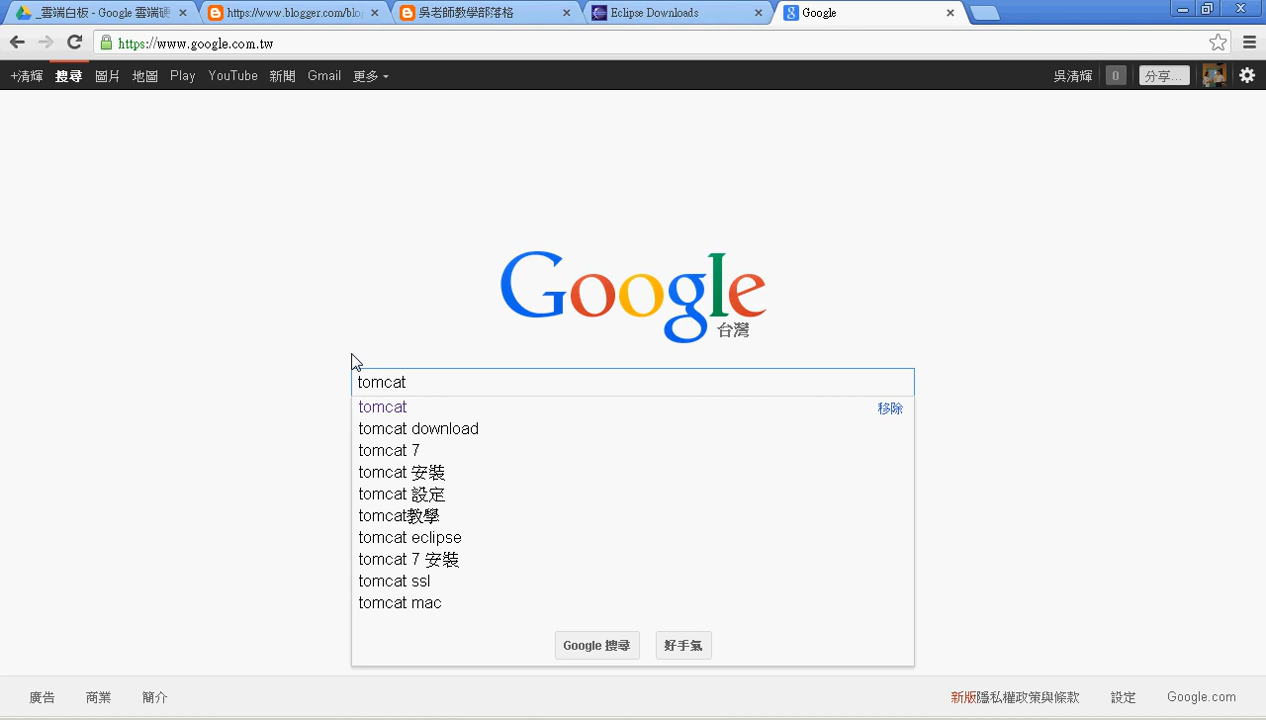 _雲端白板 - Google 雲端硬
https://www.blogger.com/blo
吳老師教學部落格
Eclipse Downloads
Google
https://www.google.com.tw
+清輝 搜尋 圖片 地圖 Play YouTube 新聞 Gmail 更多
吳清輝 0 分享...
Google
台灣
tomcat
tomcat 移除
tomcat download
tomcat 7
tomcat 安裝
tomcat 設定
tomcat教學
tomcat eclipse
tomcat 7 安裝
tomcat ssl
tomcat mac
Google 搜尋 好手氣
廣告 商業 簡介 新版隱私權政策與條款 設定 Google.com